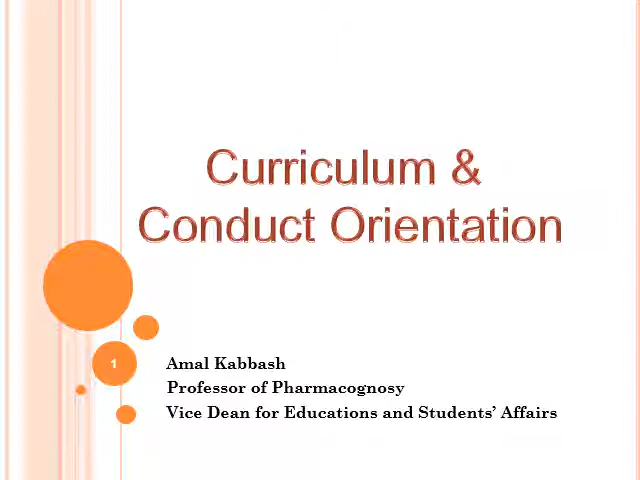 Curriculum &
Conduct Orientation
1
Amal Kabbash
Professor of Pharmacognosy
Vice Dean for Educations and Students’ Affairs